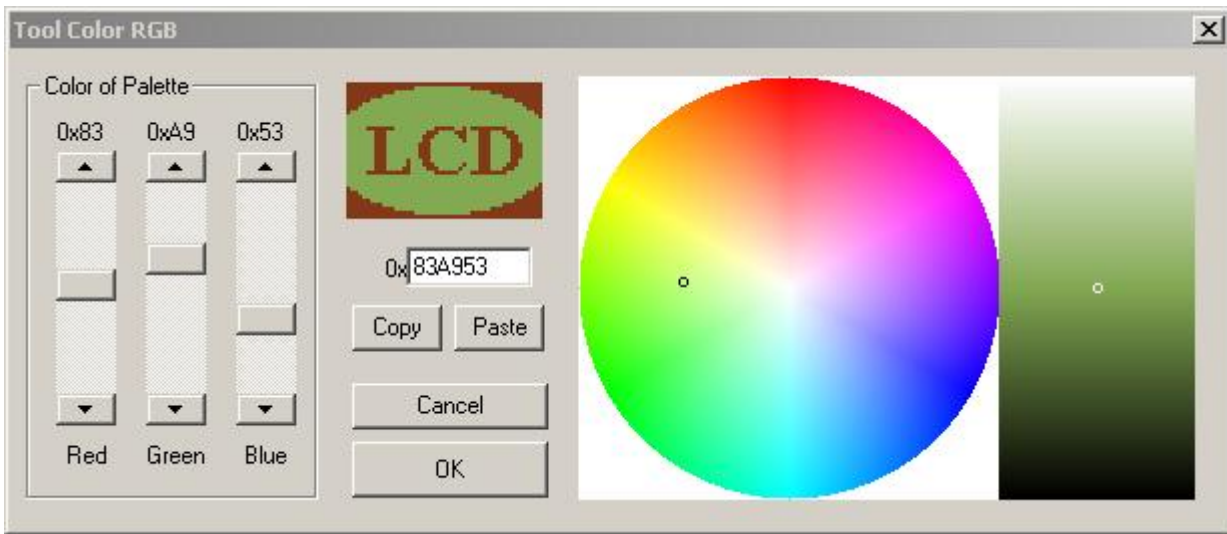 Tool Color RGB
Color of Palette
0x83 0xA9 0x53
Red Green Blue
LCD
0x 83A953
Copy Paste
Cancel
OK